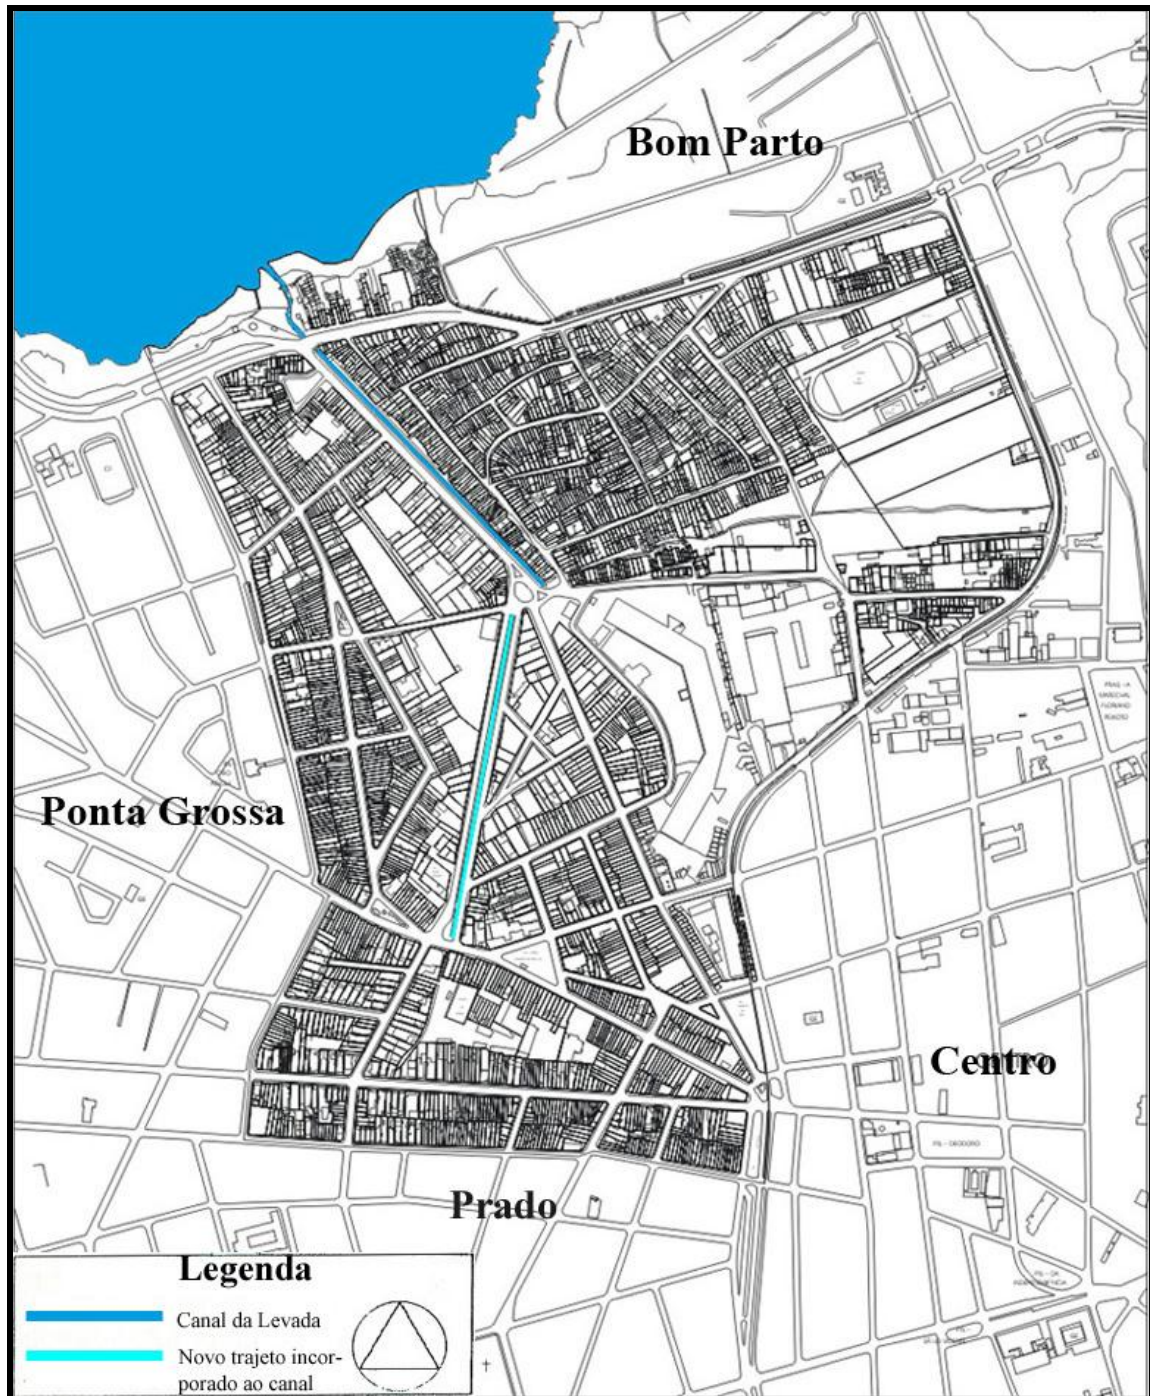 Bom Parto
Ponta Grossa
Centro
Prado
Legenda
Canal da Levada
Novo trajeto incor-
porado ao canal